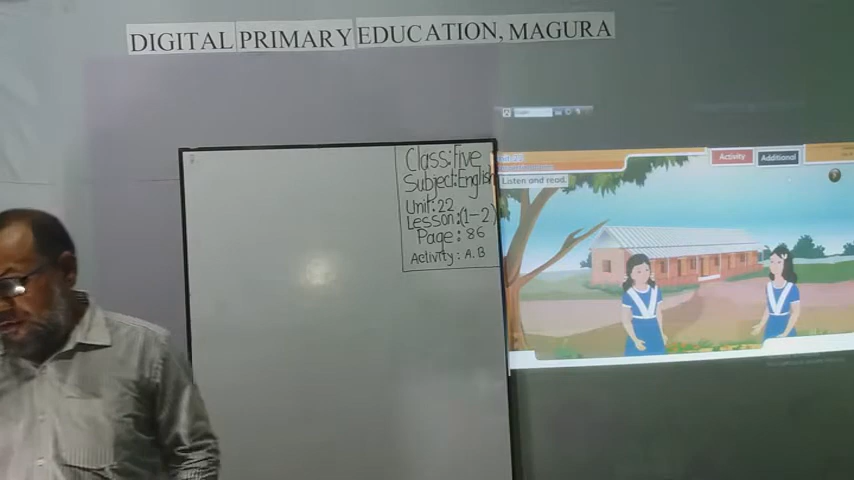 DIGITAL PRIMARY EDUCATION, MAGURA
Class: Five
Subject: English
Unit: 22
Lesson: (1-2)
Page: 86
Activity: A.B
Activity
Additional
Listen and read.